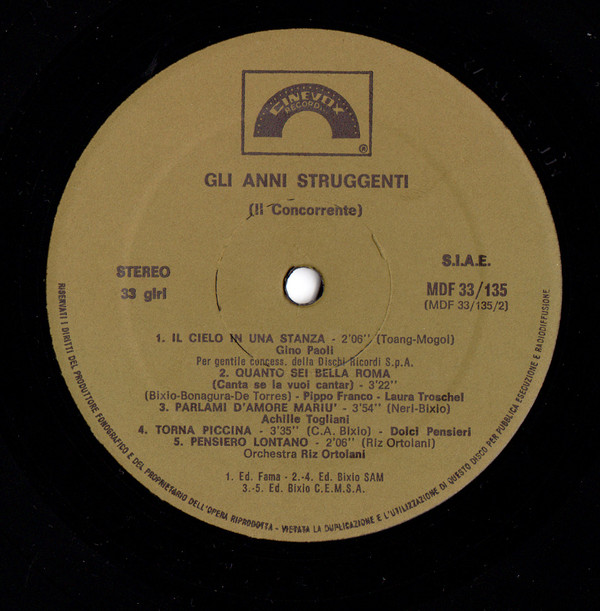 CINEVOX
RECORD
®
GLI ANNI STRUGGENTI
(Il Concorrente)
STEREO
33 giri
S.I.A.E.
MDF 33/135
(MDF 33/135/2)
1. IL CIELO IN UNA STANZA - 2'06'' (Toang-Mogol)
Gino Paoli
Per gentile concess. della Dischi Ricordi S.p.A.
2. QUANTO SEI BELLA ROMA
(Canta se la vuoi cantar) - 3'22''
(Bixio-Bonagura-De Torres) - Pippo Franco - Laura Troschel
3. PARLAMI D'AMORE MARIU' - 3'54'' (Neri-Bixio)
Achille Togliani
4. TORNA PICCINA - 3'35'' (C.A. Bixio) - Dolci Pensieri
5. PENSIERO LONTANO - 2'06'' (Riz Ortolani)
Orchestra Riz Ortolani
1. Ed. Fama - 2.-4. Ed. Bixio SAM
3.-5. Ed. Bixio C.E.M.S.A.
RISERVATI I DIRITTI DEL PRODUTTORE FONOGRAFICO E DEL PROPRIETARIO DELL'OPERA RIPRODOTTA - VIETATA LA DUPLICAZIONE E L'UTILIZZAZIONE DI QUESTO DISCO PER PUBBLICA ESECUZIONE E RADIODIFFUSIONE